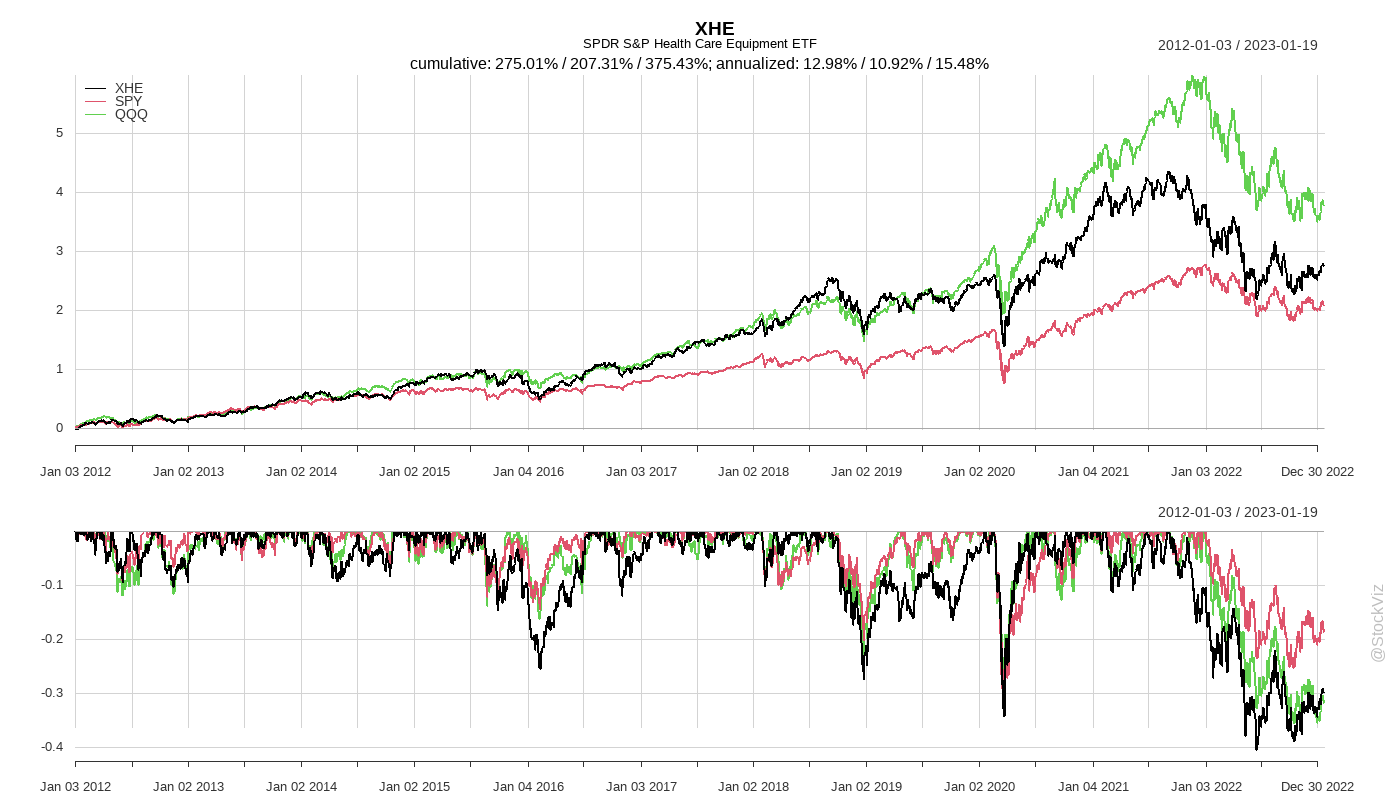 XHE
SPDR S&P Health Care Equipment ETF
2012-01-03 / 2023-01-19
cumulative: 275.01% / 207.31% / 375.43%; annualized: 12.98% / 10.92% / 15.48%
XHE
SPY
QQQ
5
4
3
2
1
0
Jan 03 2012 Jan 02 2013 Jan 02 2014 Jan 02 2015 Jan 04 2016 Jan 03 2017 Jan 02 2018 Jan 02 2019 Jan 02 2020 Jan 04 2021 Jan 03 2022 Dec 30 2022
2012-01-03 / 2023-01-19
-0.1
-0.2
-0.3
-0.4
Jan 03 2012 Jan 02 2013 Jan 02 2014 Jan 02 2015 Jan 04 2016 Jan 03 2017 Jan 02 2018 Jan 02 2019 Jan 02 2020 Jan 04 2021 Jan 03 2022 Dec 30 2022
@StockViz